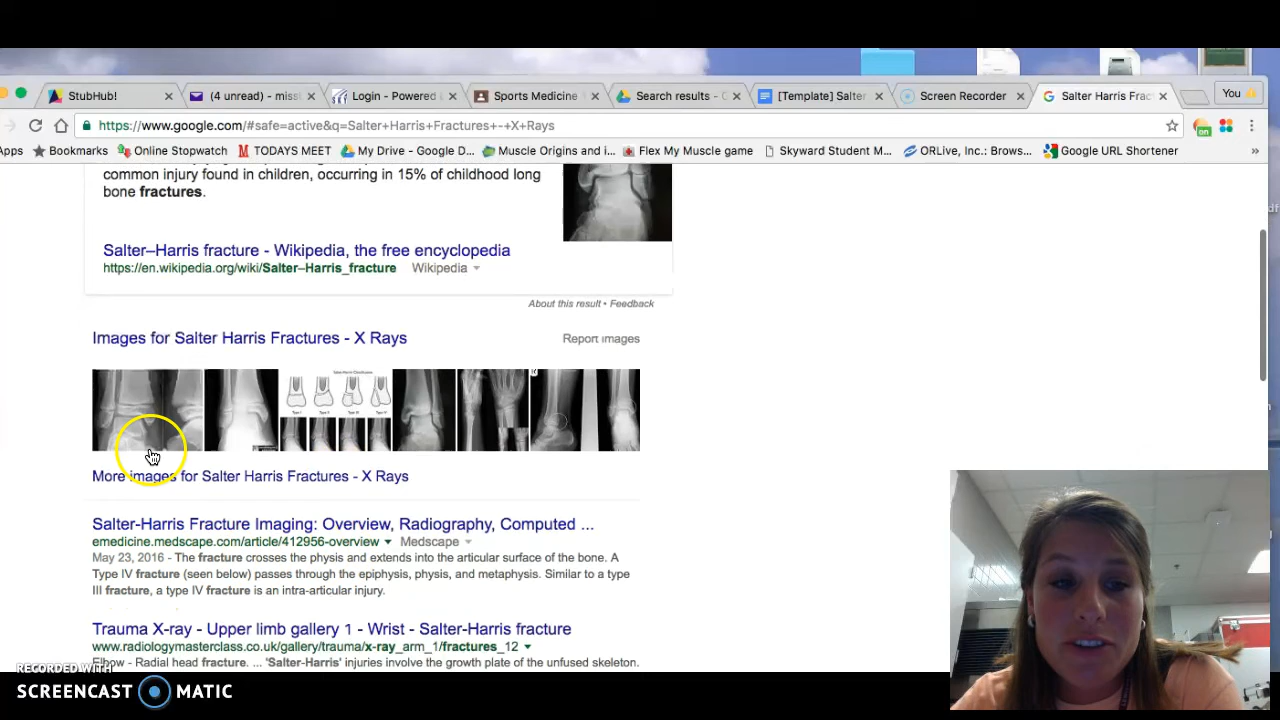 StubHub!
(4 unread) - miss
Login - Powered
Sports Medicine
Search results - G
[Template] Salter
Screen Recorder
Salter Harris Frac
You
https://www.google.com/#safe=active&q=Salter+Harris+Fractures+-+X+Rays
Apps
Bookmarks
Online Stopwatch
TODAYS MEET
My Drive - Google D...
Muscle Origins and i...
Flex My Muscle game
Skyward Student M...
ORLive, Inc.: Brows...
Google URL Shortener
»
common injury found in children, occurring in 15% of childhood long
bone fractures.
Salter–Harris fracture - Wikipedia, the free encyclopedia
https://en.wikipedia.org/wiki/Salter–Harris_fracture Wikipedia
About this result • Feedback
Images for Salter Harris Fractures - X Rays
Report images
More images for Salter Harris Fractures - X Rays
Salter-Harris Fracture Imaging: Overview, Radiography, Computed ...
emedicine.medscape.com/article/412956-overview Medscape
May 23, 2016 - The fracture crosses the physis and extends into the articular surface of the bone. A
Type IV fracture (seen below) passes through the epiphysis, physis, and metaphysis. Similar to a type
III fracture, a type IV fracture is an intra-articular injury.
Trauma X-ray - Upper limb gallery 1 - Wrist - Salter-Harris fracture
www.radiologymasterclass.co.uk/gallery/trauma/x-ray_arm_1/fractures_12
Elbow - Radial head fracture. ... 'Salter-Harris' injuries involve the growth plate of the unfused skeleton.
RECORDED WITH
SCREENCAST MATIC